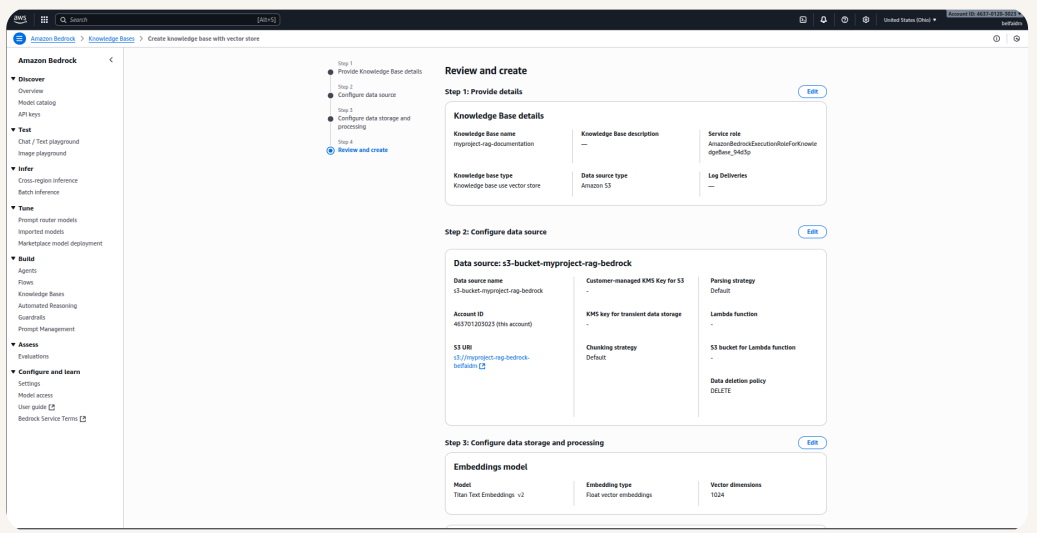 aws
Search
[Alt+S]
United States (Ohio)
Account ID: 4637-0120-3023
belfaidm
Amazon Bedrock > Knowledge Bases > Create knowledge base with vector store
Amazon Bedrock
Discover
Overview
Model catalog
API keys
Test
Chat / Text playground
Image playground
Infer
Cross-region inference
Batch inference
Tune
Prompt router models
Imported models
Marketplace model deployment
Build
Agents
Flows
Knowledge Bases
Automated Reasoning
Guardrails
Prompt Management
Assess
Evaluations
Configure and learn
Settings
Model access
User guide
Bedrock Service Terms
Step 1
Provide Knowledge Base details
Step 2
Configure data source
Step 3
Configure data storage and
processing
Step 4
Review and create
Review and create
Step 1: Provide details
Edit
Knowledge Base details
Knowledge Base name
myproject-rag-documentation
Knowledge Base description
—
Service role
AmazonBedrockExecutionRoleForKnowle
dgeBase_94d3p
Knowledge base type
Knowledge base use vector store
Data source type
Amazon S3
Log Deliveries
—
Step 2: Configure data source
Edit
Data source: s3-bucket-myproject-rag-bedrock
Data source name
s3-bucket-myproject-rag-bedrock
Account ID
463701203023 (this account)
S3 URI
s3://myproject-rag-bedrock-
belfaidm
Customer-managed KMS Key for S3
-
KMS key for transient data storage
-
Chunking strategy
Default
Parsing strategy
Default
Lambda function
-
S3 bucket for Lambda function
-
Data deletion policy
DELETE
Step 3: Configure data storage and processing
Edit
Embeddings model
Model
Titan Text Embeddings v2
Embedding type
Float vector embeddings
Vector dimensions
1024